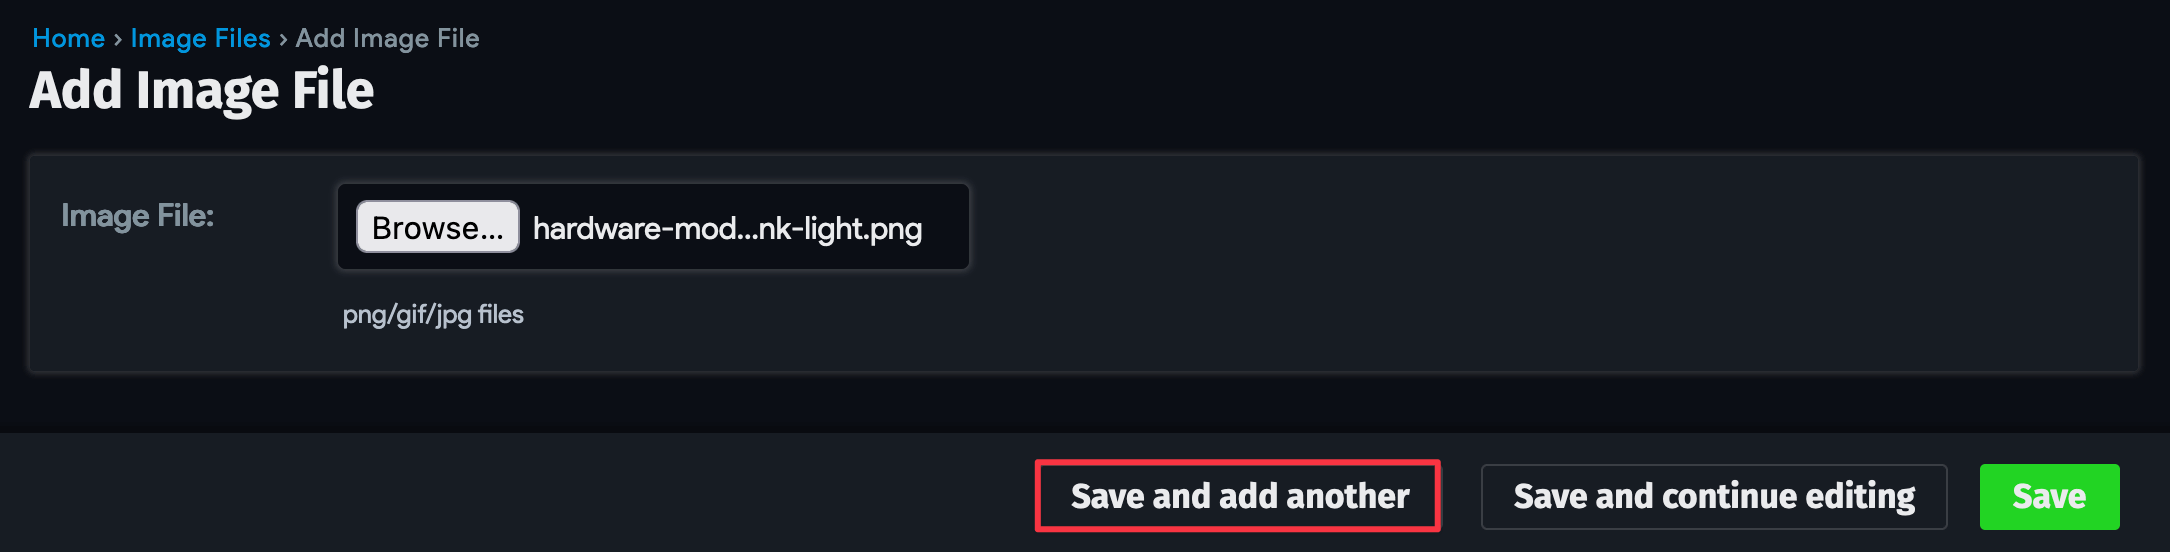 Home › Image Files › Add Image File
Add Image File
Image File:
Browse... hardware-mod...nk-light.png
png/gif/jpg files
Save and add another
Save and continue editing
Save